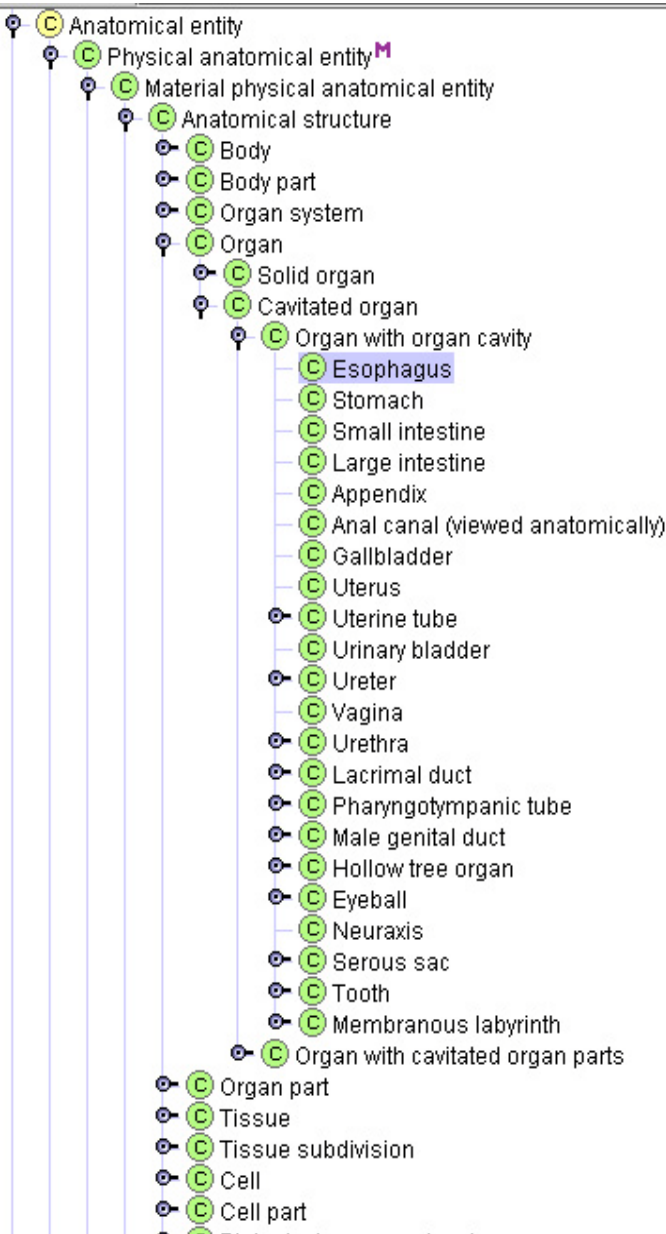 C Anatomical entity
C Physical anatomical entity M
C Material physical anatomical entity
C Anatomical structure
C Body
C Body part
C Organ system
C Organ
C Solid organ
C Cavitated organ
C Organ with organ cavity
C Esophagus
C Stomach
C Small intestine
C Large intestine
C Appendix
C Anal canal (viewed anatomically)
C Gallbladder
C Uterus
C Uterine tube
C Urinary bladder
C Ureter
C Vagina
C Urethra
C Lacrimal duct
C Pharyngotympanic tube
C Male genital duct
C Hollow tree organ
C Eyeball
C Neuraxis
C Serous sac
C Tooth
C Membranous labyrinth
C Organ with cavitated organ parts
C Organ part
C Tissue
C Tissue subdivision
C Cell
C Cell part